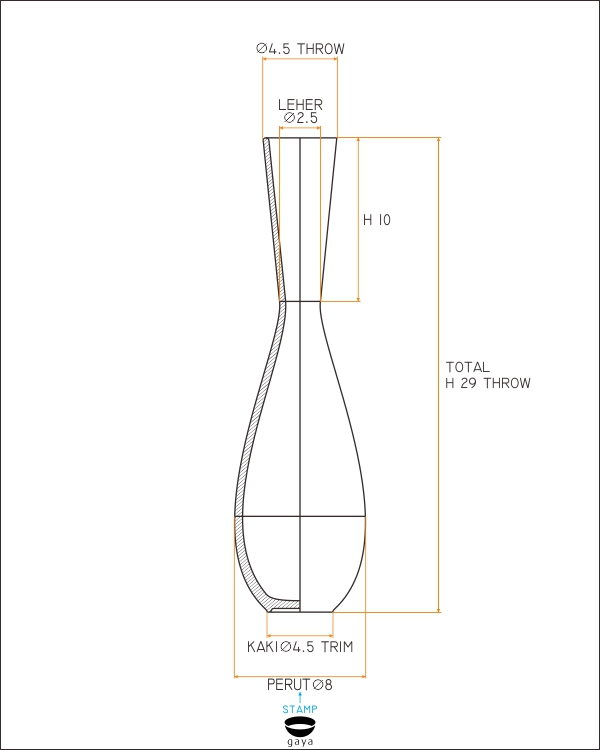 Ø4.5 THROW
LEHER
Ø2.5
H 10
TOTAL
H 29 THROW
KAKI Ø4.5 TRIM
PERUT Ø8
STAMP
gaya